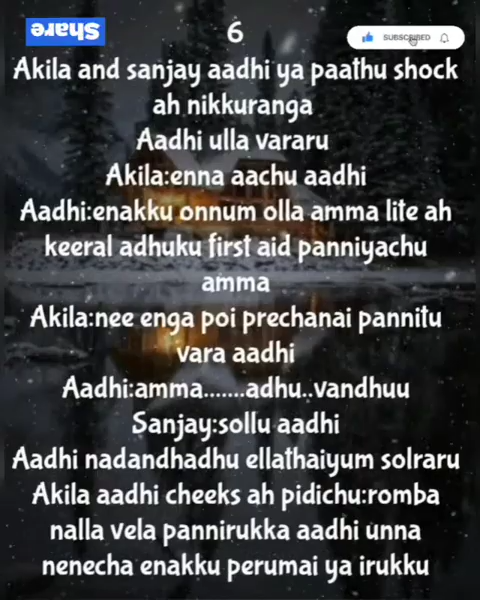 Share
6
SUBSCRIBED
Akila and sanjay aadhi ya paathu shock
ah nikkuranga
Aadhi ulla vararu
Akila:enna aachu aadhi
Aadhi:enakku onnum olla amma lite ah
keeral adhuku first aid panniyachu
amma
Akila:nee enga poi prechanai pannitu
vara aadhi
Aadhi:amma.......adhu..vandhuu
Sanjay:sollu aadhi
Aadhi nadandhadhu ellathaiyum solraru
Akila aadhi cheeks ah pidichu:romba
nalla vela pannirukka aadhi unna
nenecha enakku perumai ya irukku